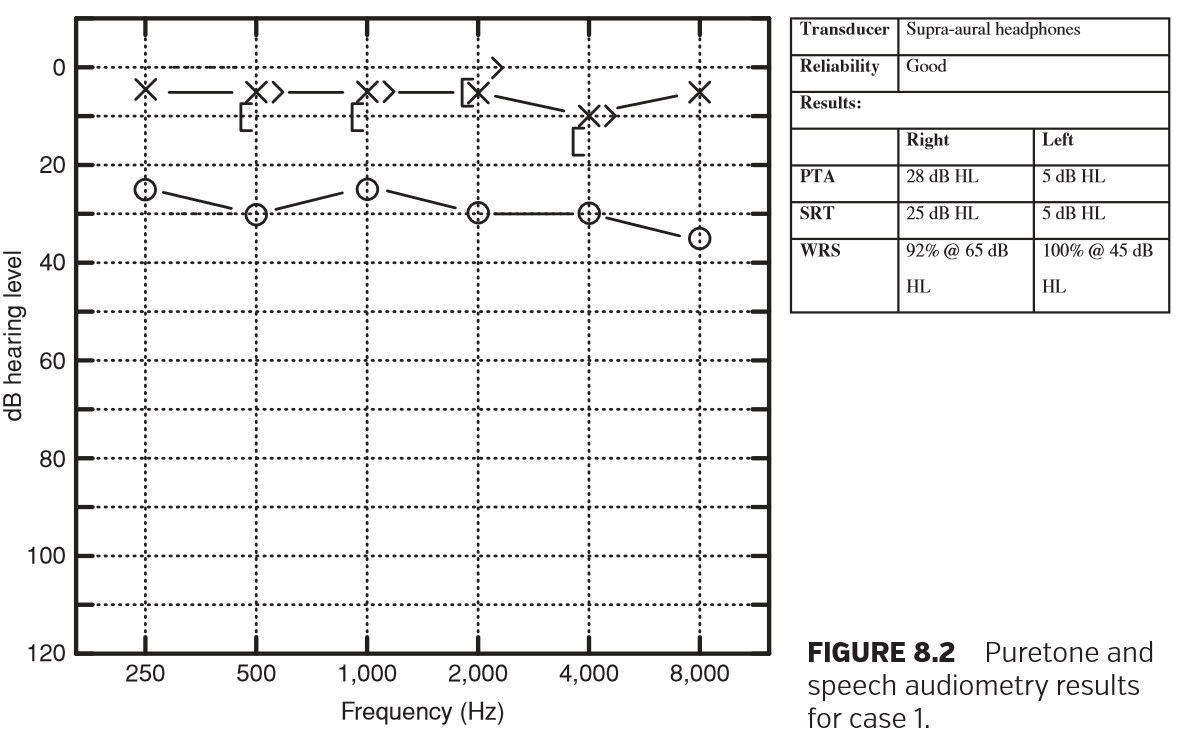 0
20
40
60
80
100
120
dB hearing level
250 500 1,000 2,000 4,000 8,000
Frequency (Hz)
Transducer Supra-aural headphones
Reliability Good
Results:
Right Left
PTA 28 dB HL 5 dB HL
SRT 25 dB HL 5 dB HL
WRS 92% @ 65 dB 100% @ 45 dB
HL HL
FIGURE 8.2 Puretone and
speech audiometry results
for case 1.